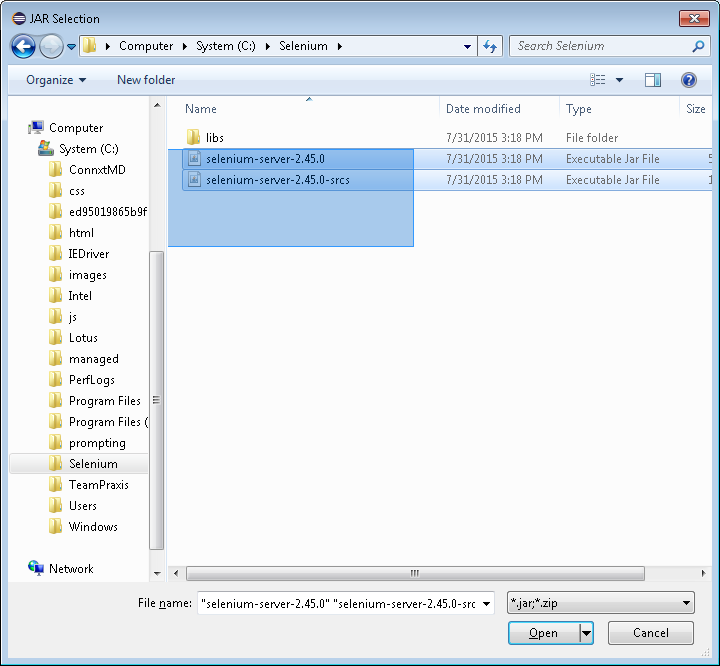 JAR Selection
Computer System (C:) Selenium
Search Selenium
Organize New folder
Name Date modified Type Size
libs 7/31/2015 3:18 PM File folder
selenium-server-2.45.0 7/31/2015 3:18 PM Executable Jar File 5
selenium-server-2.45.0-srcs 7/31/2015 3:18 PM Executable Jar File 1
Computer
System (C:)
ConnxtMD
css
ed95019865b9f
html
IEDriver
images
Intel
js
Lotus
managed
PerfLogs
Program Files
Program Files (
prompting
Selenium
TeamPraxis
Users
Windows
Network
File name: "selenium-server-2.45.0" "selenium-server-2.45.0-src *.jar;*.zip
Open Cancel